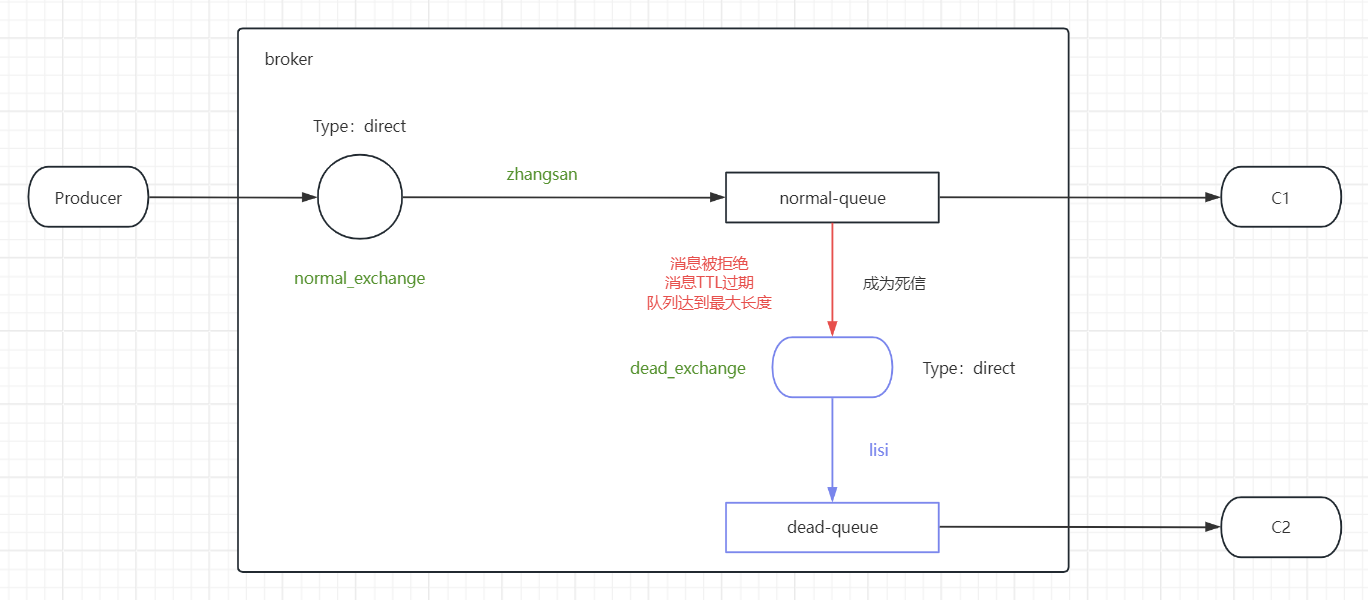 broker
Type：direct
zhangsan
Producer
normal-queue
C1
normal_exchange
消息被拒绝
消息TTL过期
队列达到最大长度
成为死信
dead_exchange
Type：direct
lisi
dead-queue
C2